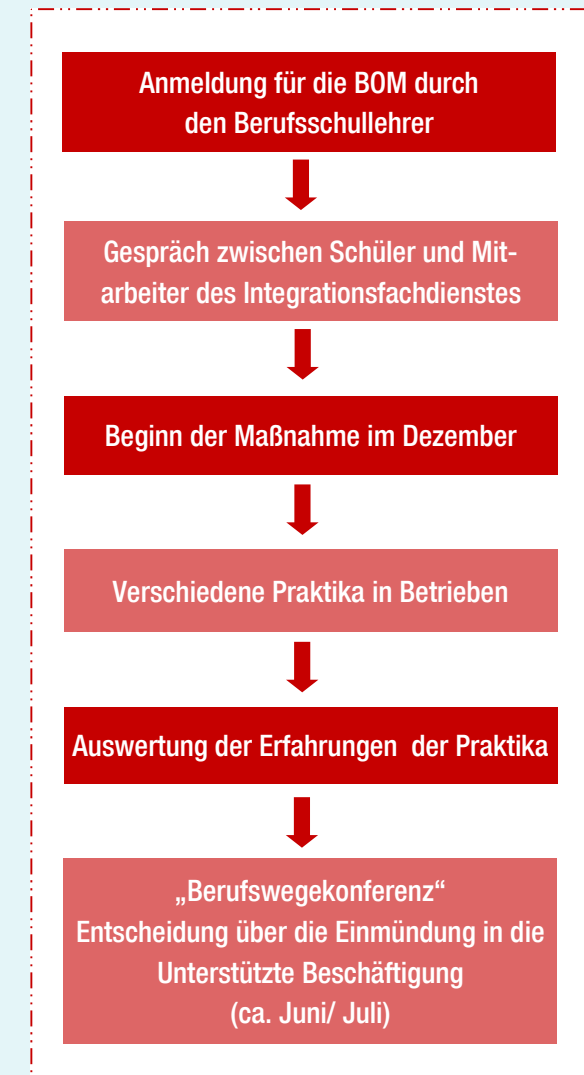 Anmeldung für die BOM durch
den Berufsschullehrer
Gespräch zwischen Schüler und Mit-
arbeiter des Integrationsfachdienstes
Beginn der Maßnahme im Dezember
Verschiedene Praktika in Betrieben
Auswertung der Erfahrungen  der Praktika
„Berufswegekonferenz“
Entscheidung über die Einmündung in die
Unterstützte Beschäftigung
(ca. Juni/ Juli)